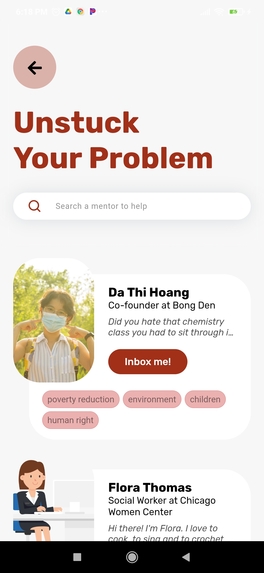 Unstuck
Your Problem
Search a mentor to help
Da Thi Hoang
Co-founder at Bong Den
Did you hate that chemistry
class you had to sit through i...
Inbox me!
poverty reduction
environment
children
human right
Flora Thomas
Social Worker at Chicago
Women Center
Hi there! I'm Flora. I love to
cook, to sing and to crochet